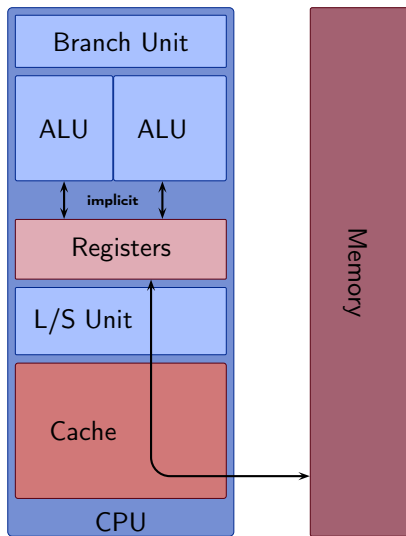 Branch Unit
ALU ALU
implicit
Registers
L/S Unit
Cache
CPU
Memory